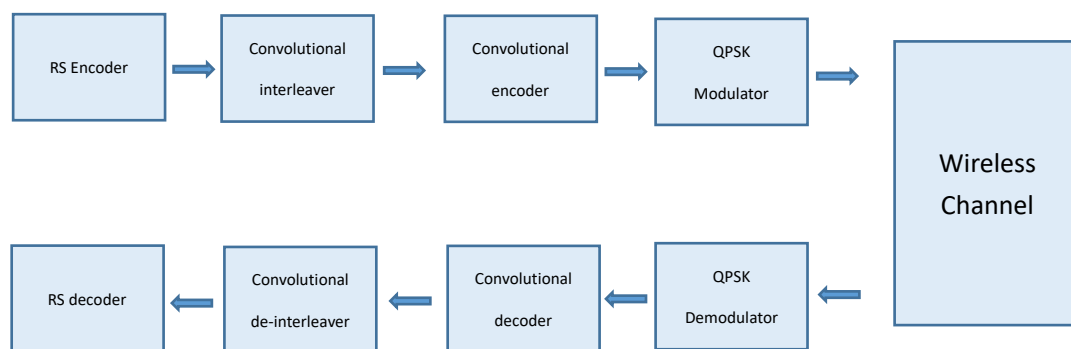 RS Encoder
Convolutional
interleaver
Convolutional
encoder
QPSK
Modulator
Wireless
Channel
RS decoder
Convolutional
de-interleaver
Convolutional
decoder
QPSK
Demodulator